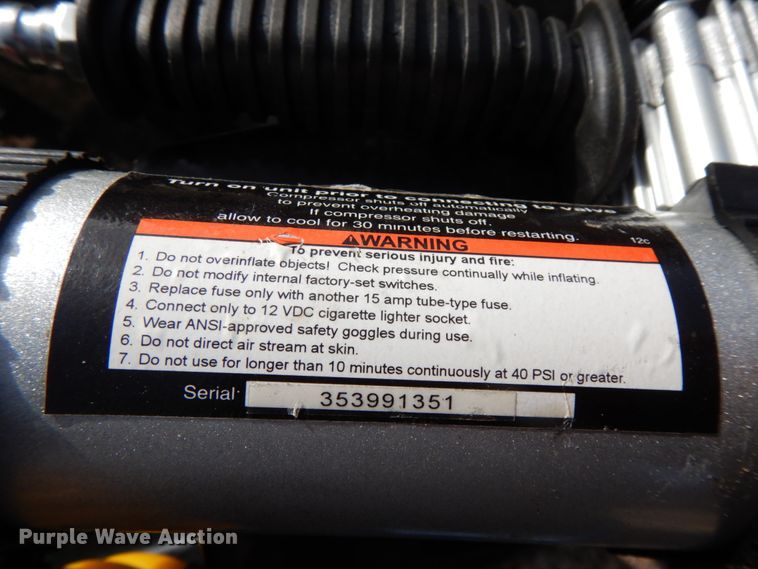 Turn on unit prior to connecting to valve
Compressor shuts off automatically
to prevent overheating damage
If compressor shuts off,
allow to cool for 30 minutes before restarting.
12c
WARNING
To prevent serious injury and fire:
1. Do not overinflate objects! Check pressure continually while inflating.
2. Do not modify internal factory-set switches.
3. Replace fuse only with another 15 amp tube-type fuse.
4. Connect only to 12 VDC cigarette lighter socket.
5. Wear ANSI-approved safety goggles during use.
6. Do not direct air stream at skin.
7. Do not use for longer than 10 minutes continuously at 40 PSI or greater.
Serial 353991351
Purple Wave Auction